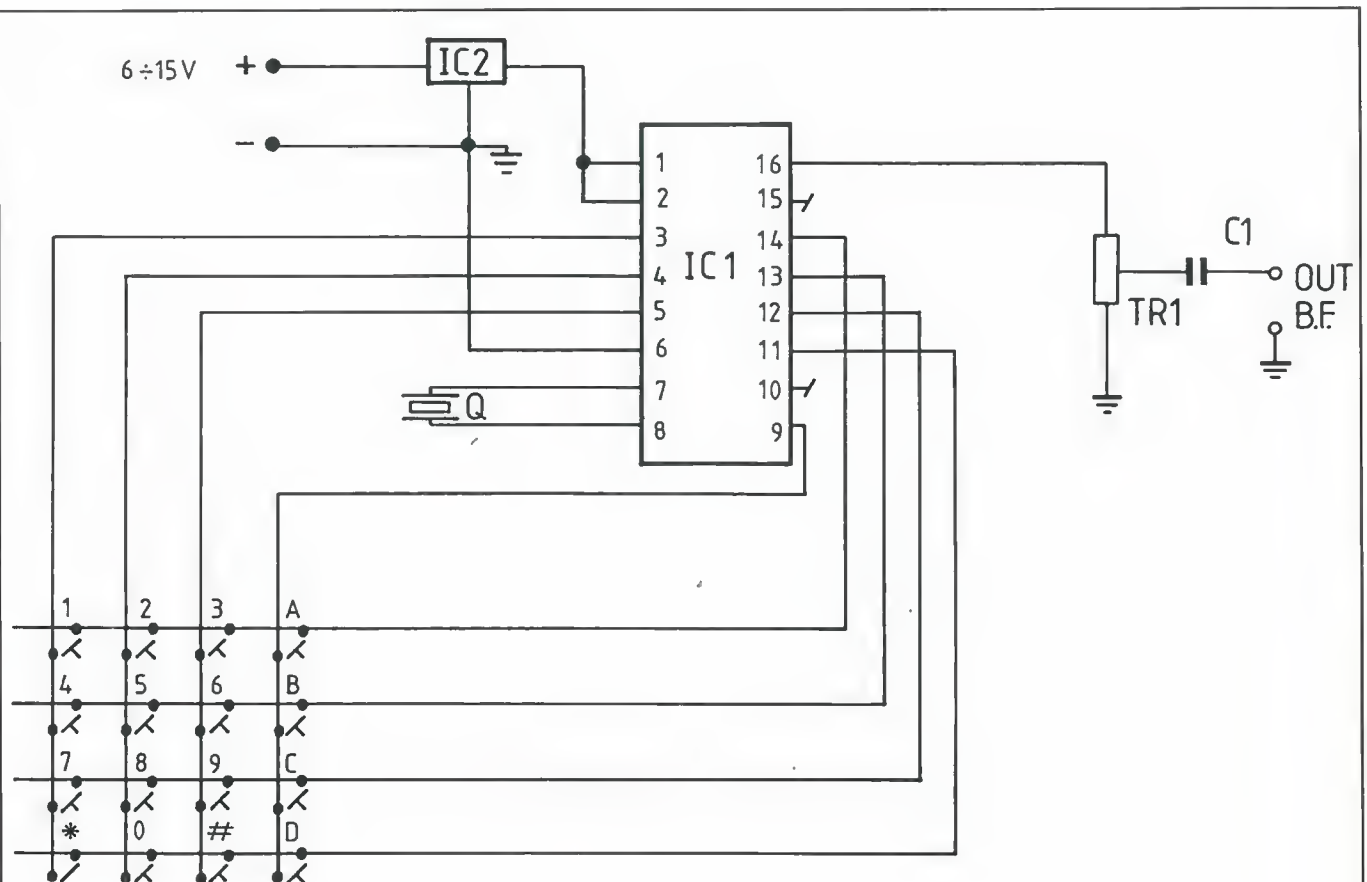 6÷15V + IC2
−
1 16
2 15
3 14
IC1
4 13
5 12
6 11
7 10
8 9
Q
C1
OUT
B.F.
TR1
1 2 3 A
4 5 6 B
7 8 9 C
* 0 # D